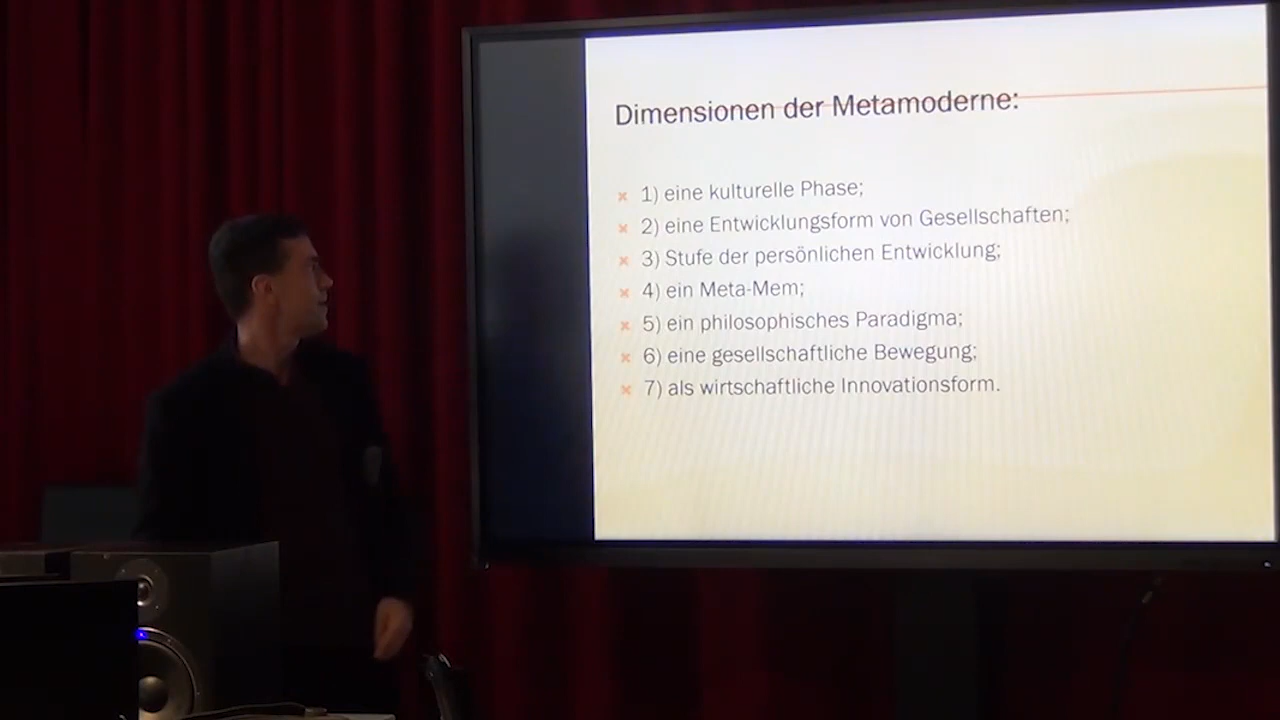 Dimensionen der Metamoderne:
1) eine kulturelle Phase;
2) eine Entwicklungsform von Gesellschaften;
3) Stufe der persönlichen Entwicklung;
4) ein Meta-Mem;
5) ein philosophisches Paradigma;
6) eine gesellschaftliche Bewegung;
7) als wirtschaftliche Innovationsform.